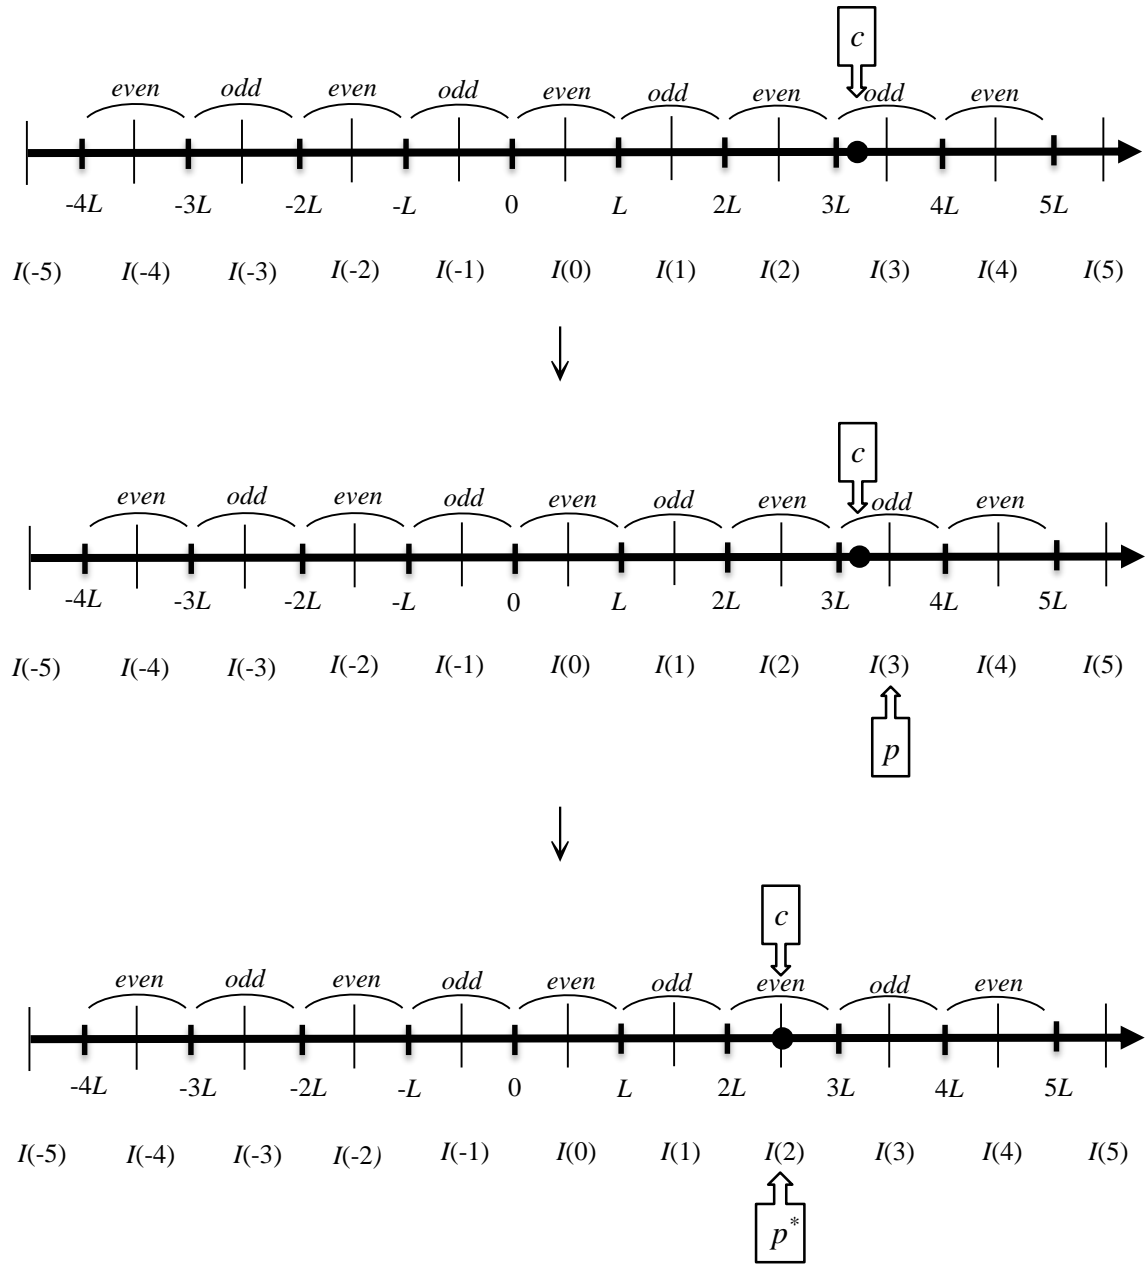 c
even odd even odd even odd even odd even
-4L -3L -2L -L 0 L 2L 3L 4L 5L
I(-5) I(-4) I(-3) I(-2) I(-1) I(0) I(1) I(2) I(3) I(4) I(5)
c
even odd even odd even odd even odd even
-4L -3L -2L -L 0 L 2L 3L 4L 5L
I(-5) I(-4) I(-3) I(-2) I(-1) I(0) I(1) I(2) I(3) I(4) I(5)
p
c
even odd even odd even odd even odd even
-4L -3L -2L -L 0 L 2L 3L 4L 5L
I(-5) I(-4) I(-3) I(-2) I(-1) I(0) I(1) I(2) I(3) I(4) I(5)
p*